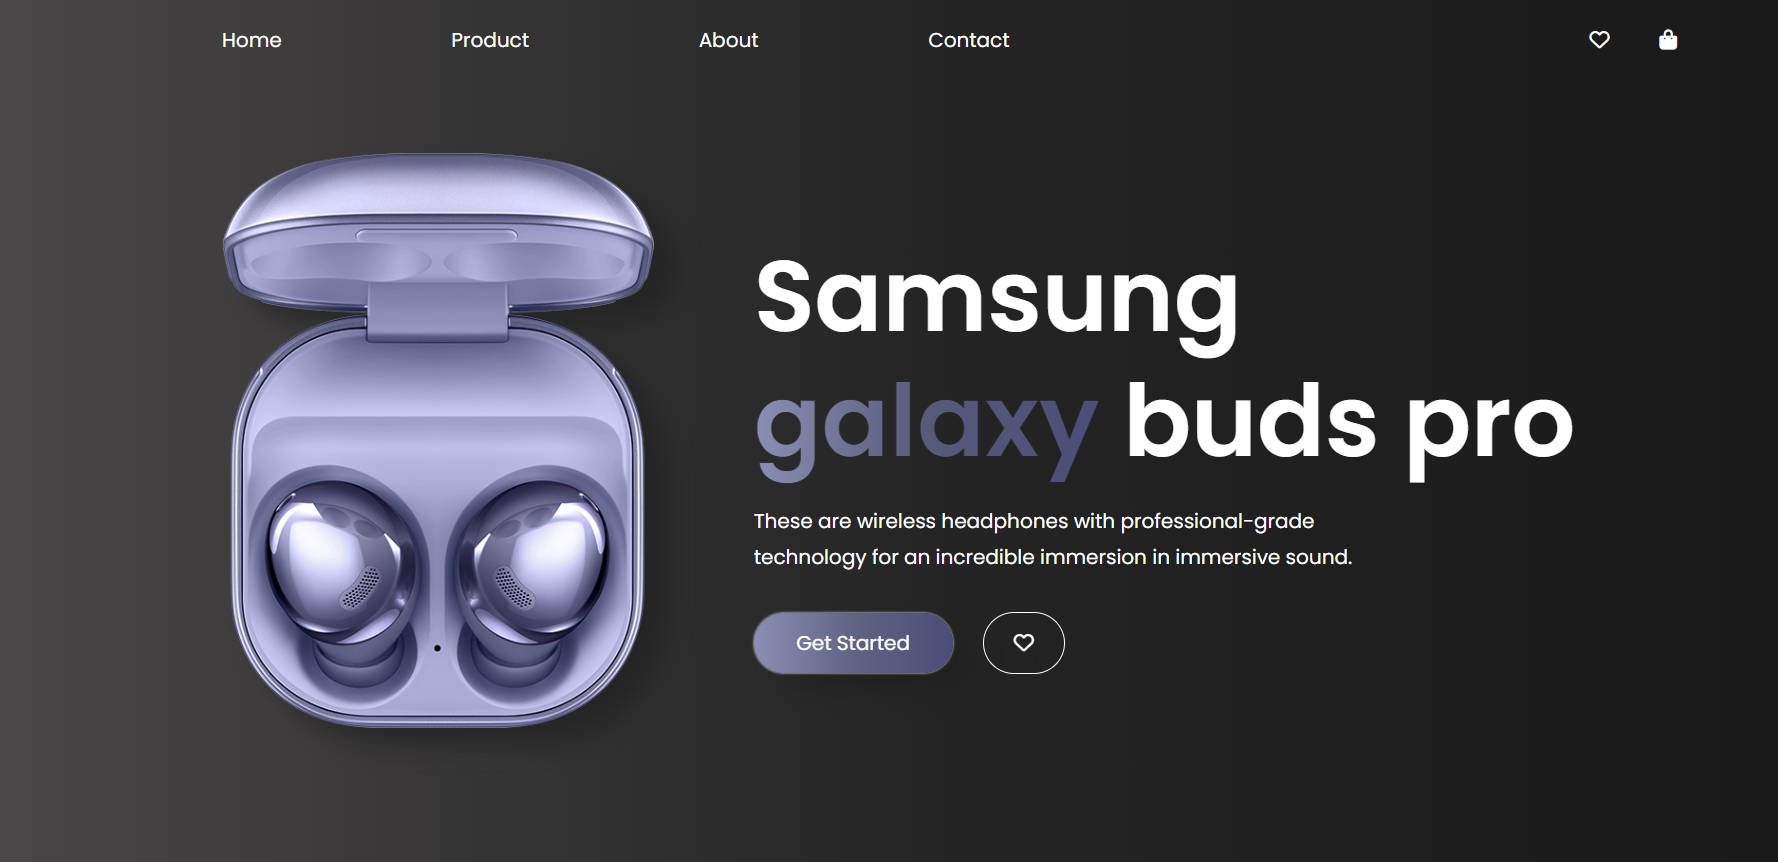 Home Product About Contact
Samsung
galaxy buds pro
These are wireless headphones with professional-grade
technology for an incredible immersion in immersive sound.
Get Started